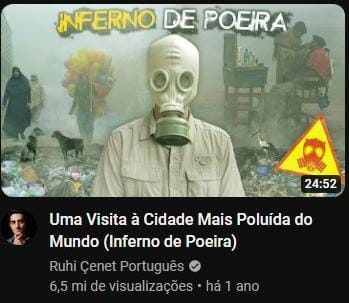 INFERNO DE POEIRA
24:52
Uma Visita à Cidade Mais Poluída do
Mundo (Inferno de Poeira)
Ruhi Çenet Português
6,5 mi de visualizações • há 1 ano